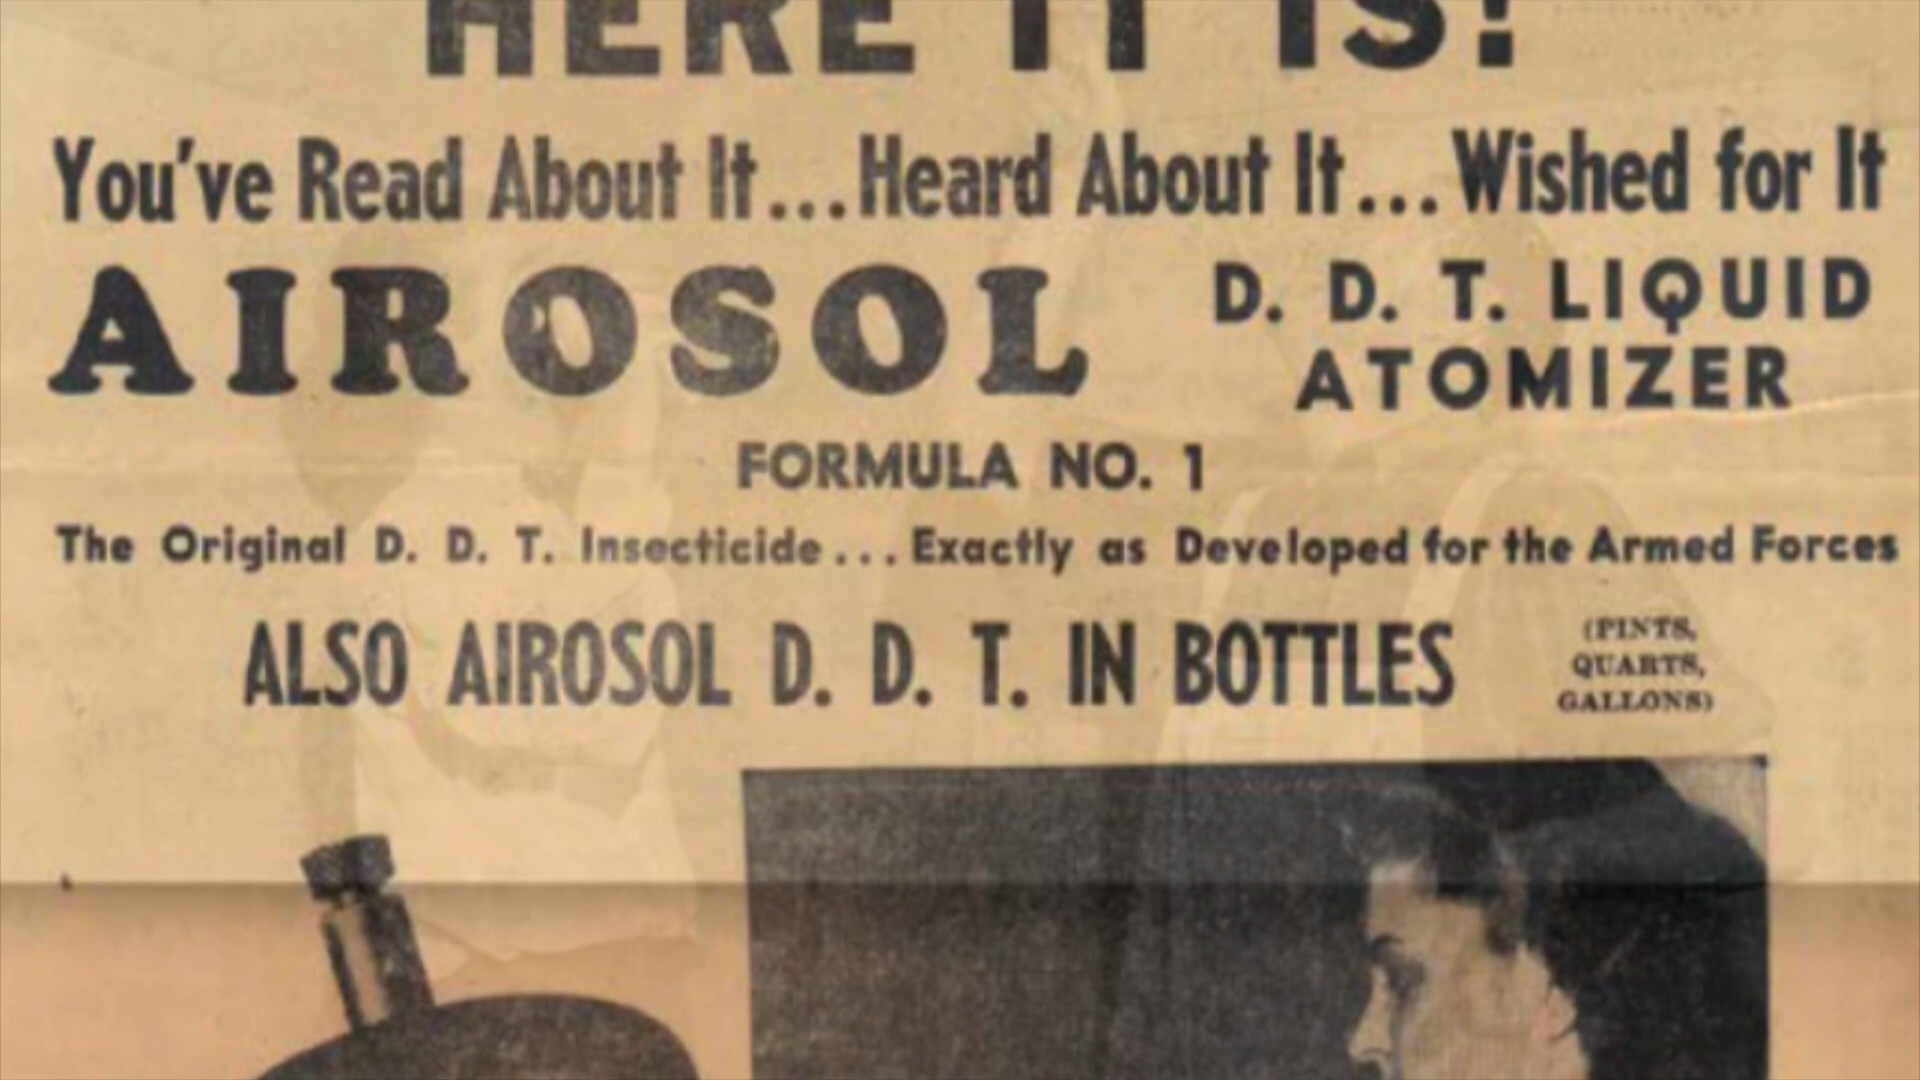 HERE IT IS!
You've Read About It...Heard About It...Wished for It
AIROSOL
D. D. T. LIQUID
ATOMIZER
FORMULA NO. 1
The Original D. D. T. Insecticide...Exactly as Developed for the Armed Forces
ALSO AIROSOL D. D. T. IN BOTTLES
(PINTS,
QUARTS,
GALLONS)